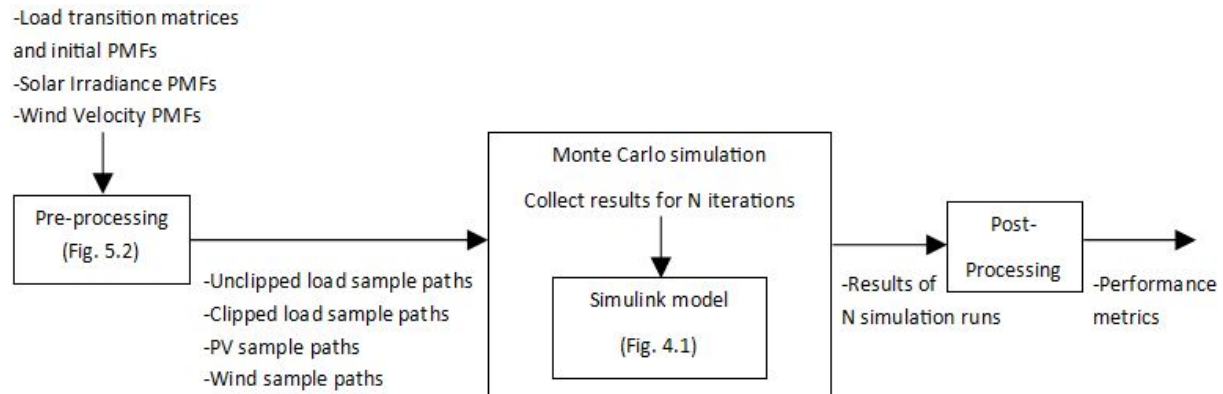 -Load transition matrices
and initial PMFs
-Solar Irradiance PMFs
-Wind Velocity PMFs
Pre-processing
(Fig. 5.2)
-Unclipped load sample paths
-Clipped load sample paths
-PV sample paths
-Wind sample paths
Monte Carlo simulation
Collect results for N iterations
Simulink model
(Fig. 4.1)
-Results of
N simulation runs
Post-
Processing
-Performance
metrics